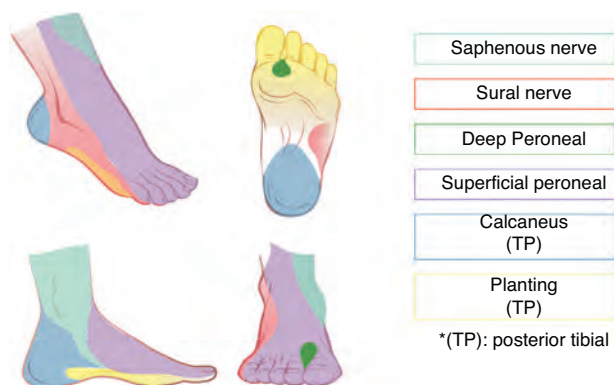 Saphenous nerve
Sural nerve
Deep Peroneal
Superficial peroneal
Calcaneus
(TP)
Planting
(TP)
*(TP): posterior tibial